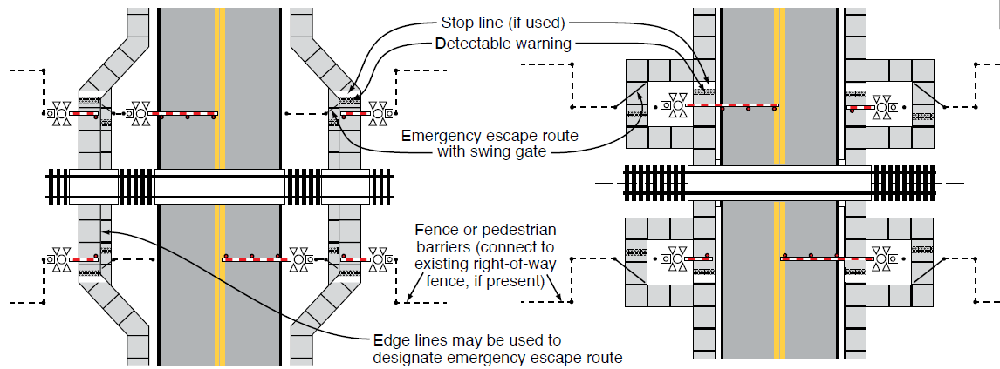 Stop line (if used)
Detectable warning
Emergency escape route
with swing gate
Fence or pedestrian
barriers (connect to
existing right-of-way
fence, if present)
Edge lines may be used to
designate emergency escape route